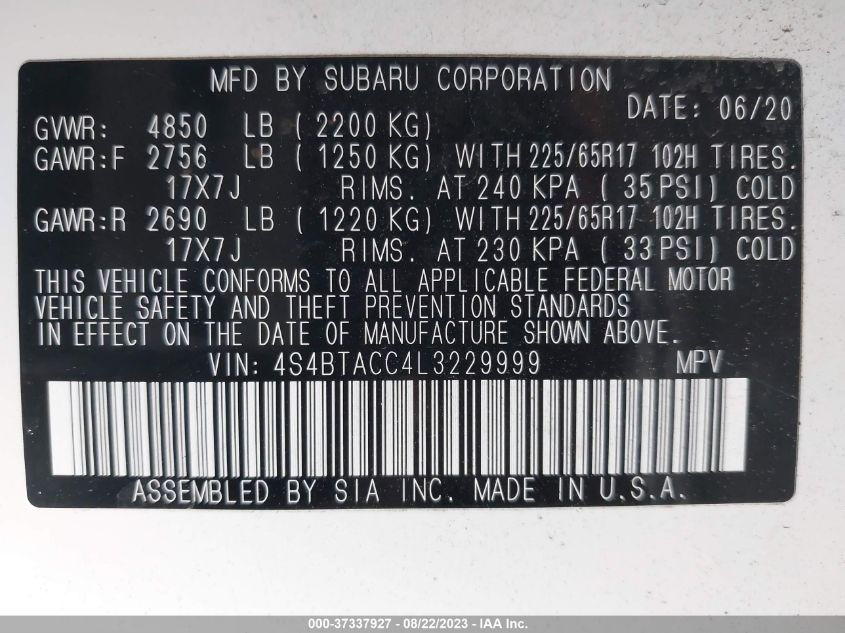 MFD BY SUBARU CORPORATION
DATE: 06/20
GVWR: 4850 LB ( 2200 KG)
GAWR:F 2756 LB ( 1250 KG) WITH 225/65R17 102H TIRES.
17X7J RIMS. AT 240 KPA ( 35 PSI) COLD
GAWR:R 2690 LB ( 1220 KG) WITH 225/65R17 102H TIRES.
17X7J RIMS. AT 230 KPA ( 33 PSI) COLD
THIS VEHICLE CONFORMS TO ALL APPLICABLE FEDERAL MOTOR
VEHICLE SAFETY AND THEFT PREVENTION STANDARDS
IN EFFECT ON THE DATE OF MANUFACTURE SHOWN ABOVE.
VIN: 4S4BTACC4L3229999 MPV
ASSEMBLED BY SIA INC. MADE IN U.S.A.
000-37337927 - 08/22/2023 - IAA Inc.